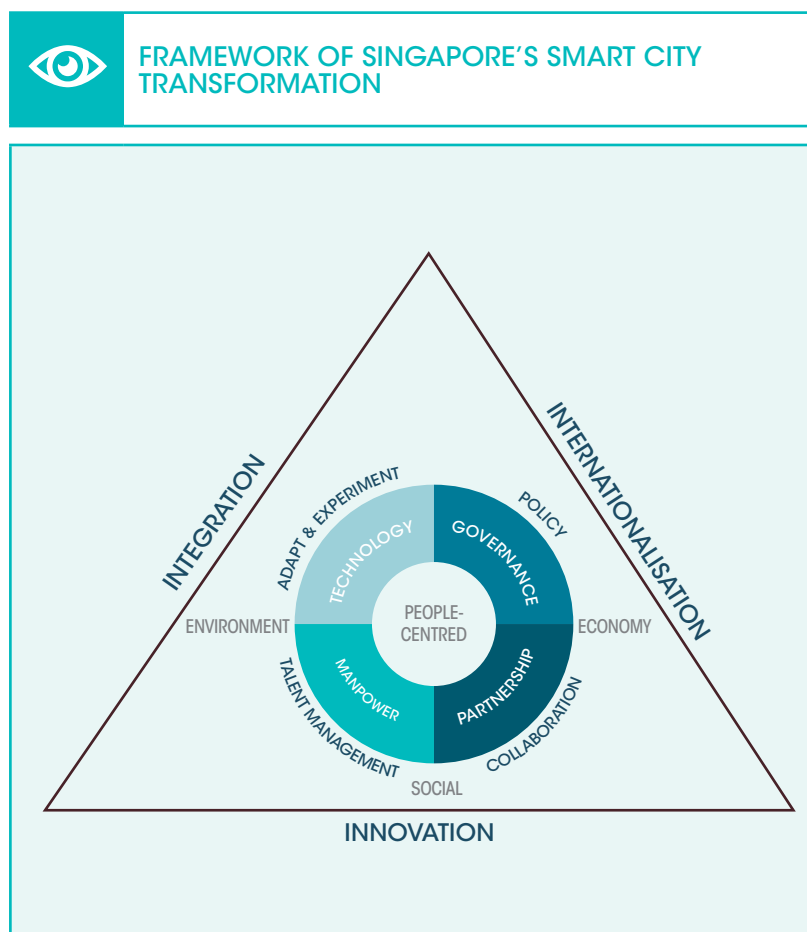 FRAMEWORK OF SINGAPORE’S SMART CITY
TRANSFORMATION
INTEGRATION
INTERNATIONALISATION
ADAPT & EXPERIMENT
POLICY
TECHNOLOGY
GOVERNANCE
ENVIRONMENT
PEOPLE-
CENTRED
ECONOMY
MANPOWER
PARTNERSHIP
TALENT MANAGEMENT
COLLABORATION
SOCIAL
INNOVATION